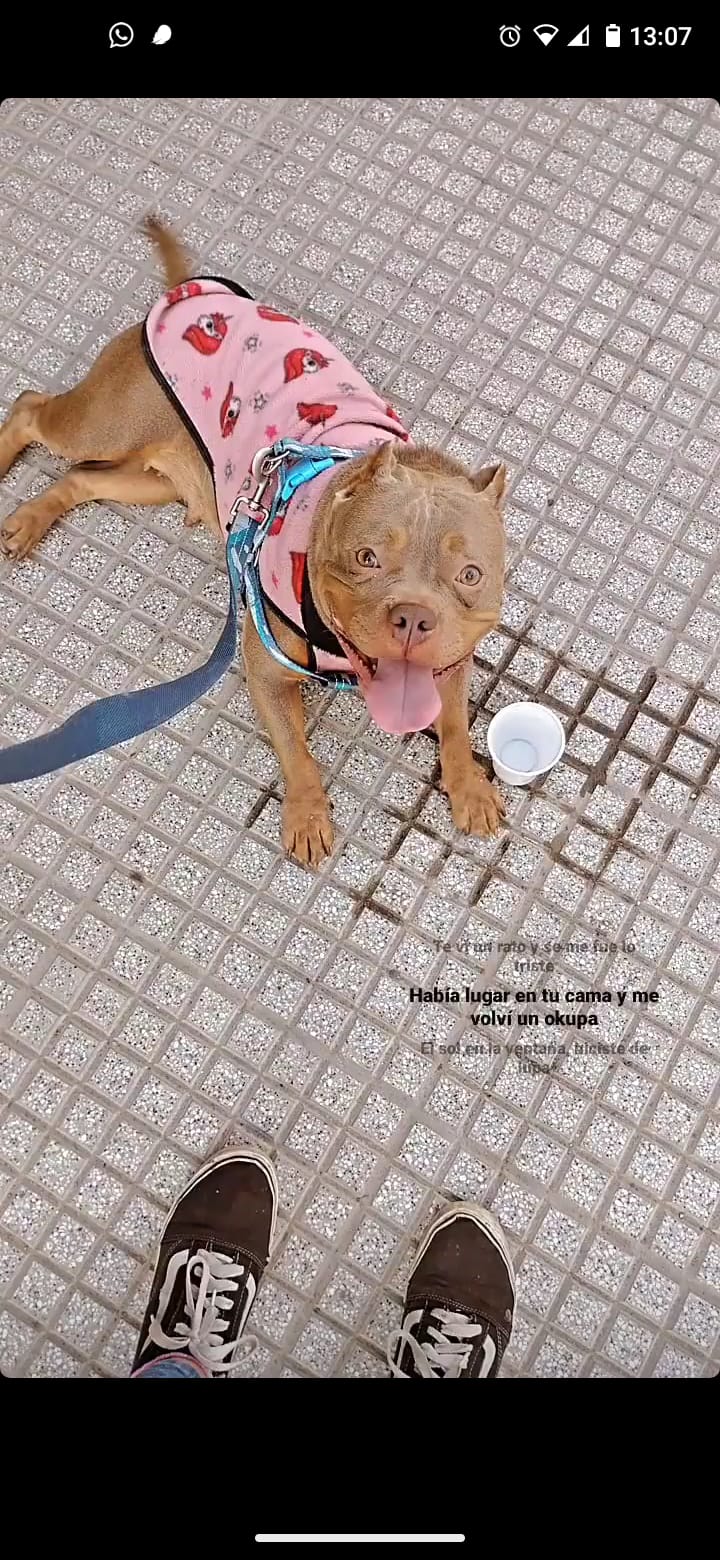 13:07
Te vi un rato y se me fue lo
triste
Había lugar en tu cama y me
volví un okupa
El sol en la ventana, hiciste de
lupa